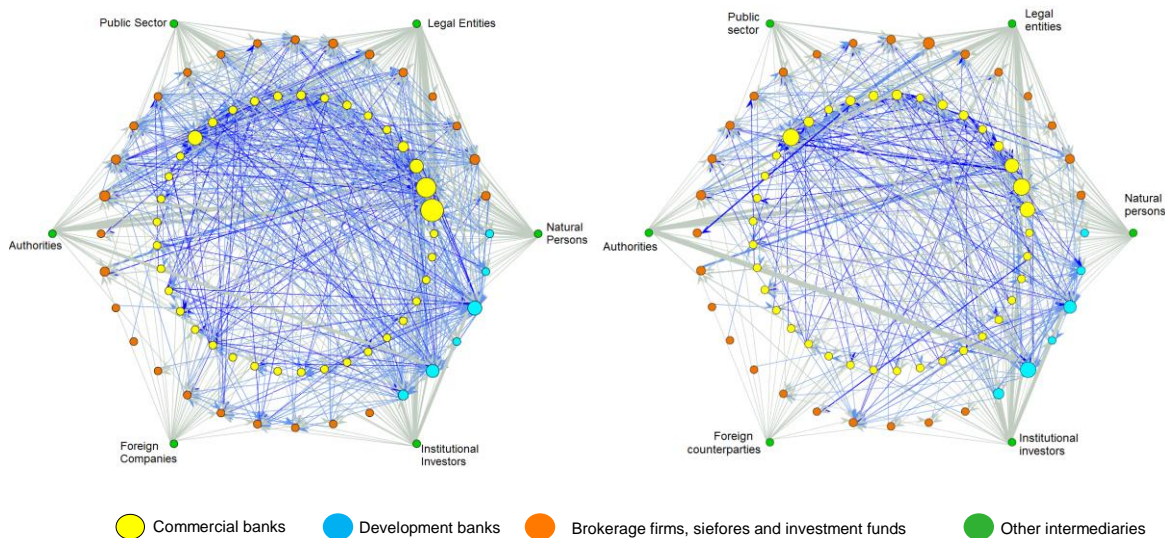 Public Sector
Legal Entities
Authorities
Natural
Persons
Foreign
Companies
Institutional
Investors
Public
sector
Legal
entities
Authorities
Natural
persons
Foreign
counterparties
Institutional
investors
Commercial banks
Development banks
Brokerage firms, siefores and investment funds
Other intermediaries